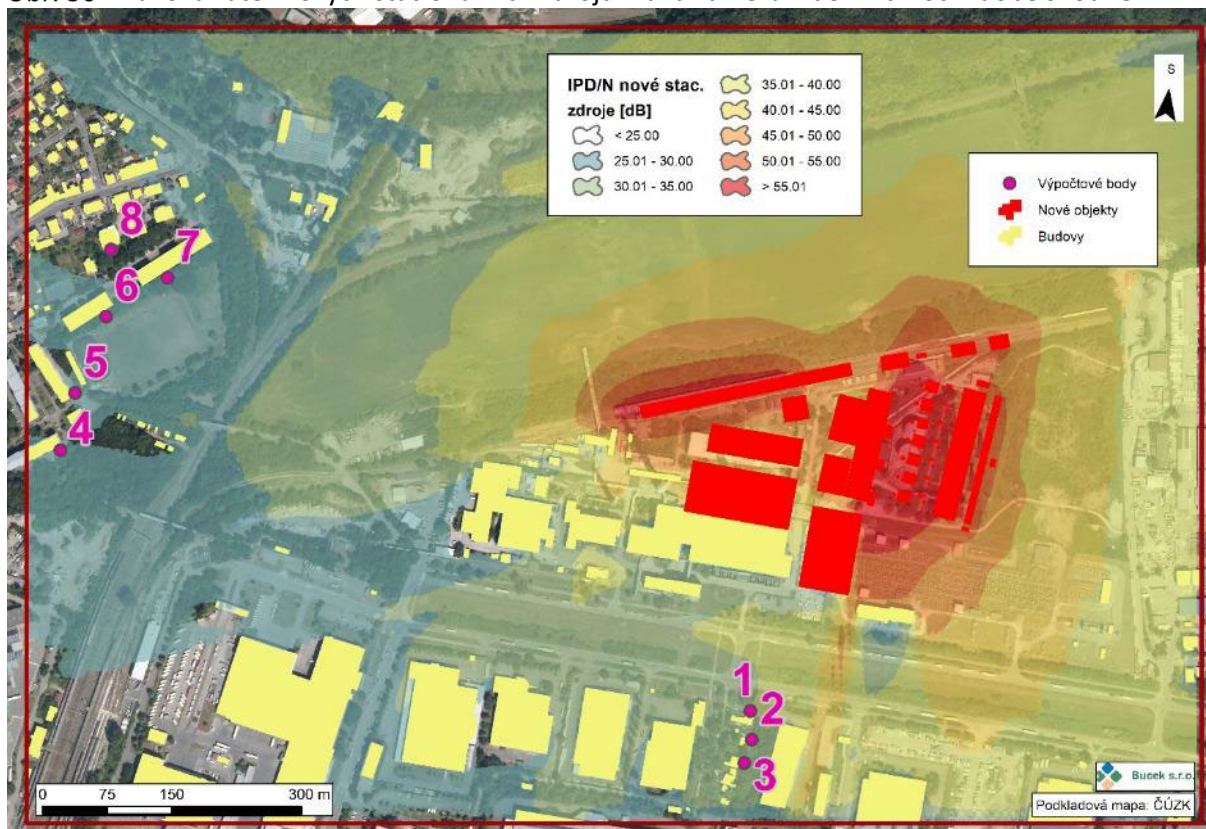 IPD/N nové stac.
zdroje [dB]
< 25.00
25.01 - 30.00
30.01 - 35.00
35.01 - 40.00
40.01 - 45.00
45.01 - 50.00
50.01 - 55.00
> 55.01
S
Výpočtové body
Nové objekty
Budovy
8
7
6
5
4
1
2
3
0 75 150 300 m
Bucek s.r.o.
Podkladová mapa: ČÚZK